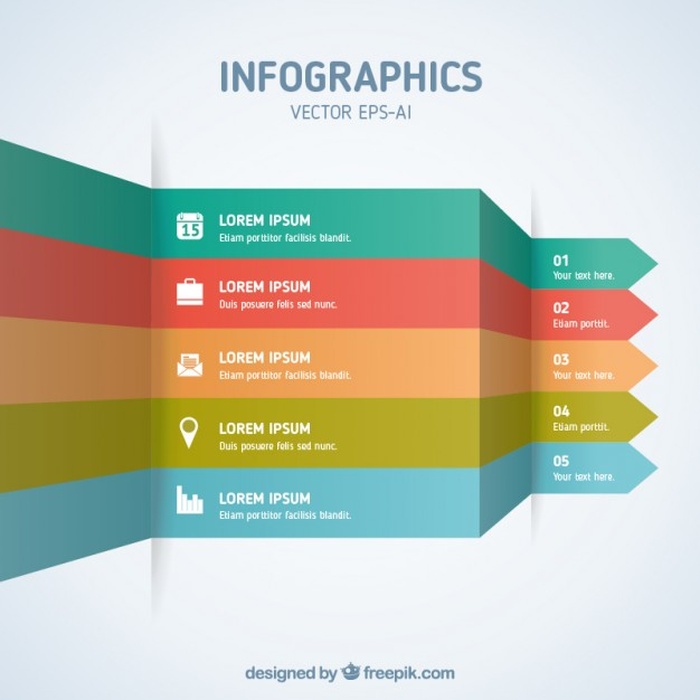 INFOGRAPHICS
VECTOR EPS-AI
15
LOREM IPSUM
Etiam porttitor facilisis blandit.
LOREM IPSUM
Duis posuere felis sed nunc.
LOREM IPSUM
Etiam porttitor facilisis blandit.
LOREM IPSUM
Duis posuere felis sed nunc.
LOREM IPSUM
Etiam porttitor facilisis blandit.
01
Your text here.
02
Etiam porttit.
03
Your text here.
04
Etiam porttit.
05
Your text here.
designed by freepik.com